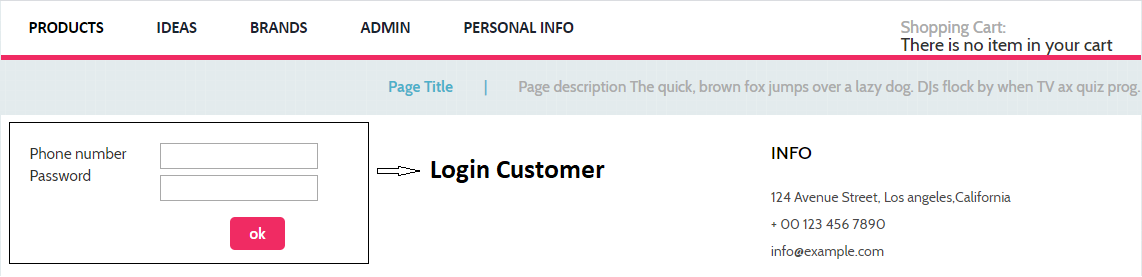 PRODUCTS IDEAS BRANDS ADMIN PERSONAL INFO
Shopping Cart:
There is no item in your cart
Page Title | Page description The quick, brown fox jumps over a lazy dog. DJs flock by when TV ax quiz prog.
Phone number
Password
ok
Login Customer
INFO
124 Avenue Street, Los angeles,California
+ 00 123 456 7890
info@example.com